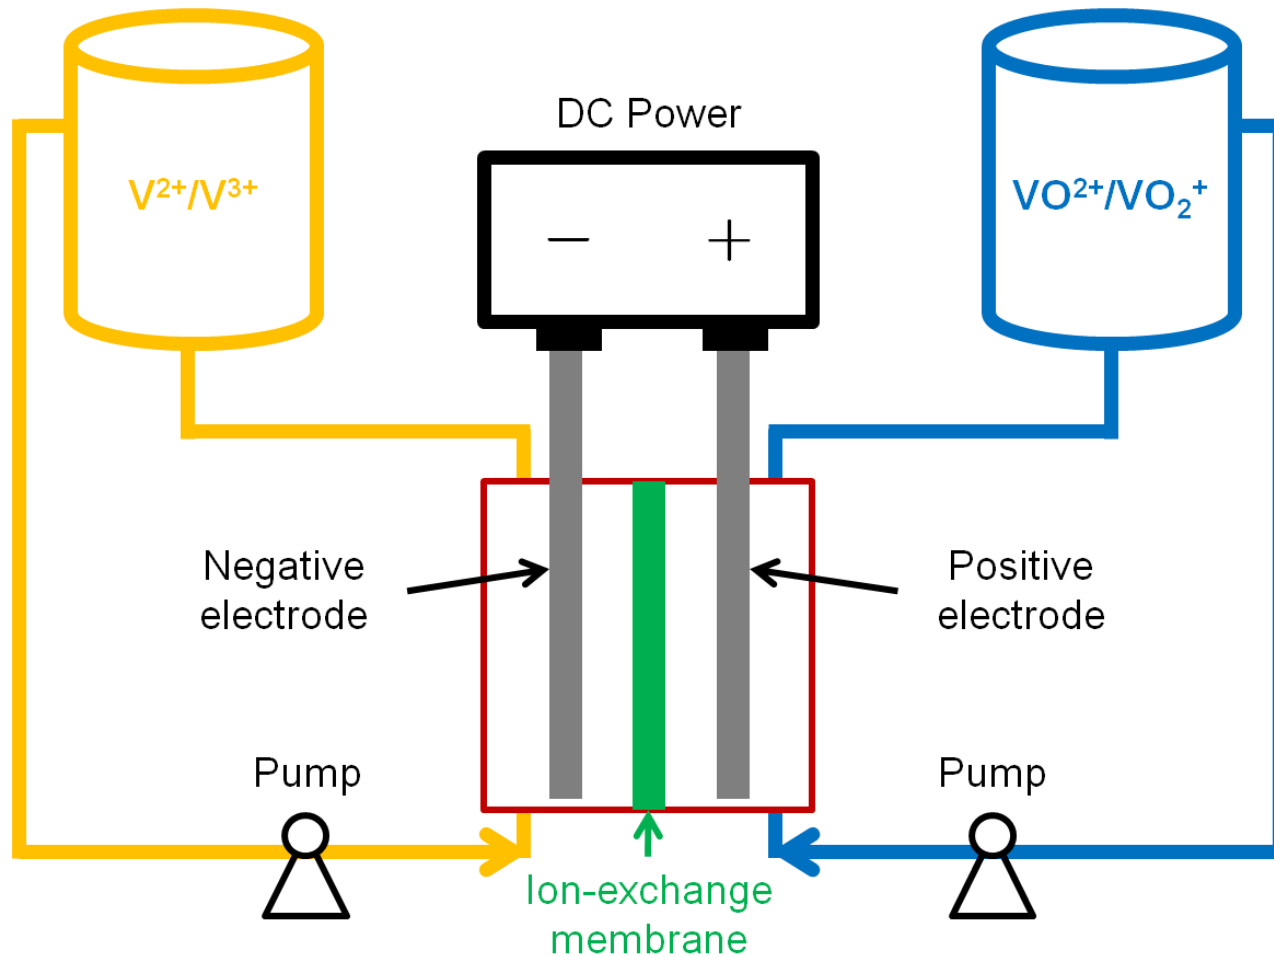 DC Power
V²⁺/V³⁺
VO²⁺/VO₂⁺
−
+
Negative
electrode
Positive
electrode
Pump
Pump
Ion-exchange
membrane